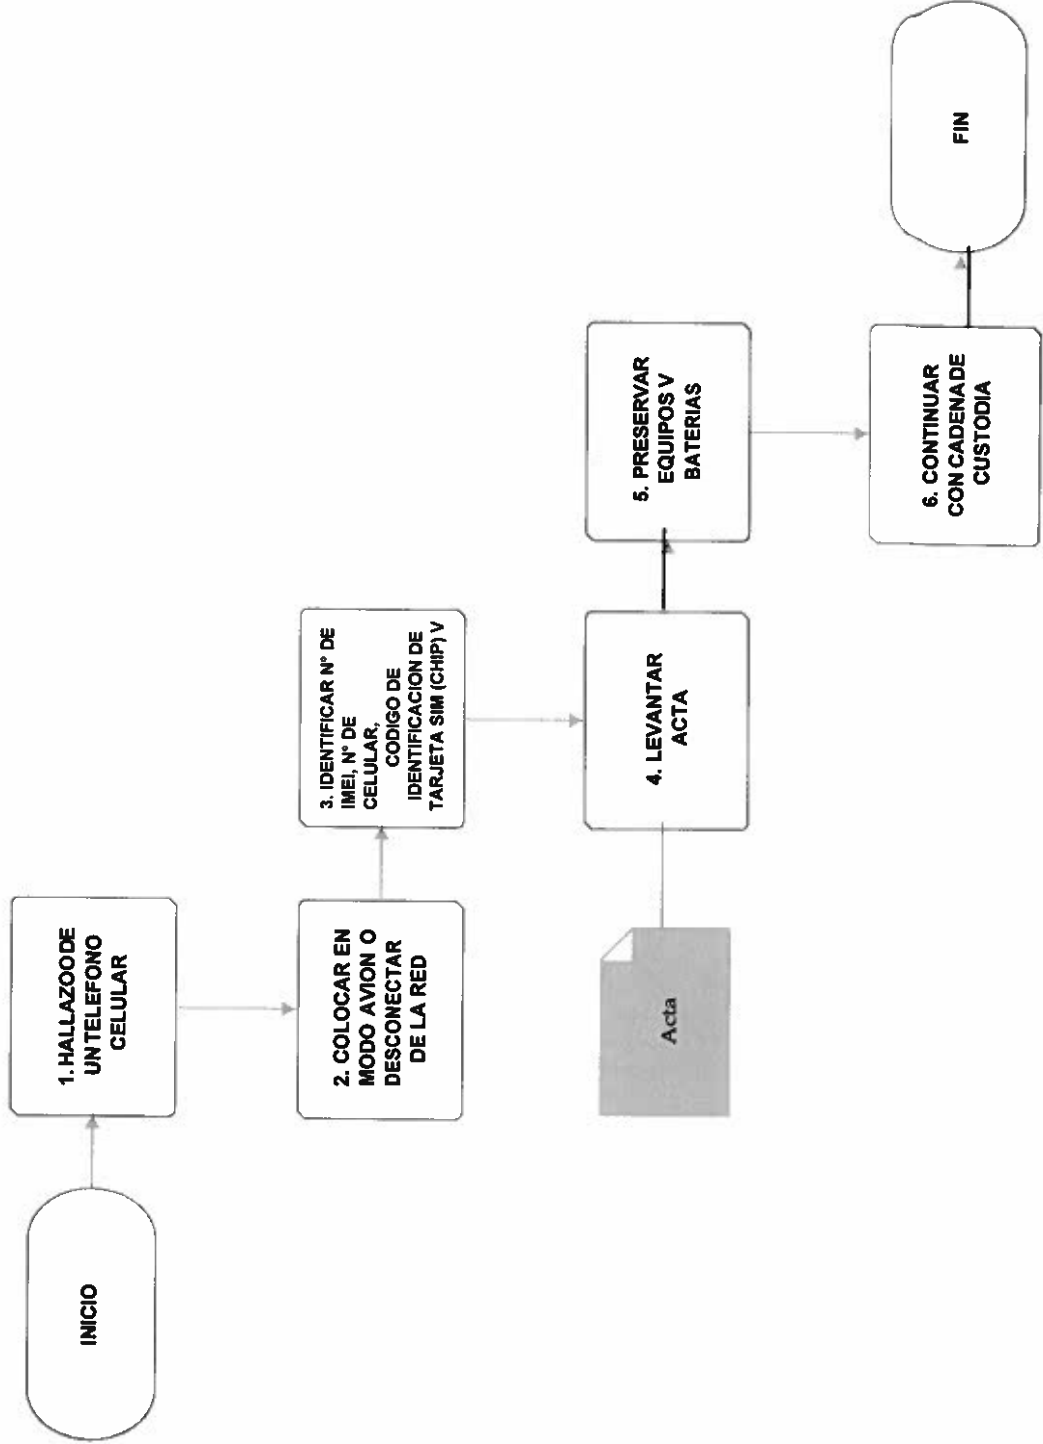 INICIO
1. HALLAZOO DE
UN TELEFONO
CELULAR
2. COLOCAR EN
MODO AVION O
DESCONECTAR
DE LA RED
3. IDENTIFICAR N° DE
IMEI, N° DE
CELULAR,
CODIGO DE
IDENTIFICACION DE
TARJETA SIM (CHIP) V
Acta
4. LEVANTAR
ACTA
5. PRESERVAR
EQUIPOS V
BATERIAS
6. CONTINUAR
CON CADENA DE
CUSTODIA
FIN